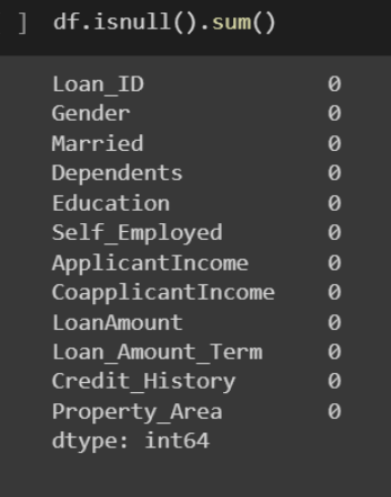 ] df.isnull().sum()
Loan_ID 0
Gender 0
Married 0
Dependents 0
Education 0
Self_Employed 0
ApplicantIncome 0
CoapplicantIncome 0
LoanAmount 0
Loan_Amount_Term 0
Credit_History 0
Property_Area 0
dtype: int64